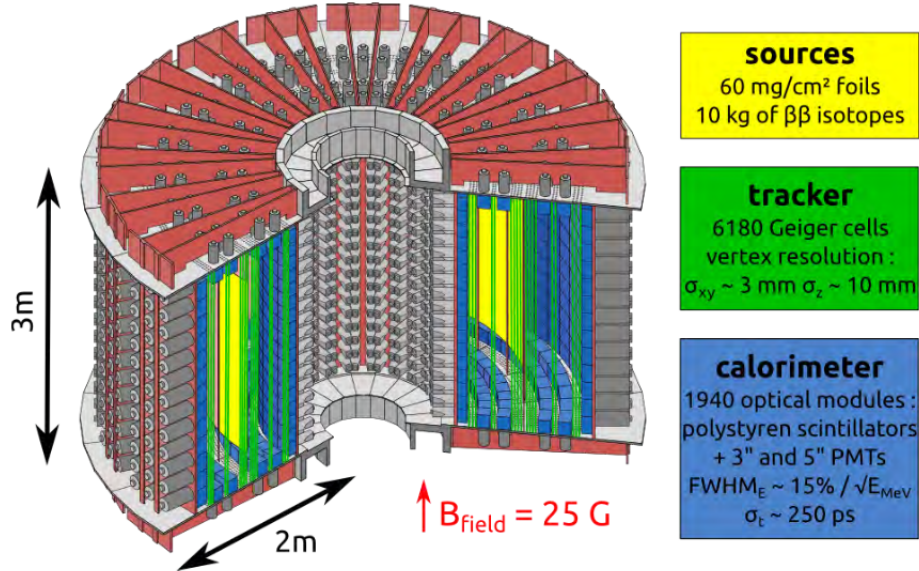 sources
60 mg/cm² foils
10 kg of ββ isotopes
tracker
6180 Geiger cells
vertex resolution :
σxy ~ 3 mm σz ~ 10 mm
calorimeter
1940 optical modules :
polystyren scintillators
+ 3" and 5" PMTs
FWHME ~ 15% / √EMeV
σt ~ 250 ps
3m
2m
Bfield = 25 G